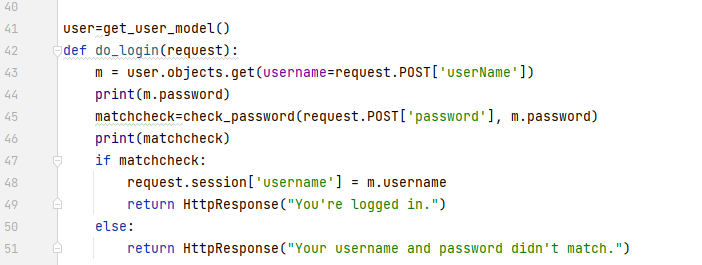 40
41 user=get_user_model()
42 def do_login(request):
43 m = user.objects.get(username=request.POST['userName'])
44 print(m.password)
45 matchcheck=check_password(request.POST['password'], m.password)
46 print(matchcheck)
47 if matchcheck:
48 request.session['username'] = m.username
49 return HttpResponse("You're logged in.")
50 else:
51 return HttpResponse("Your username and password didn't match.")